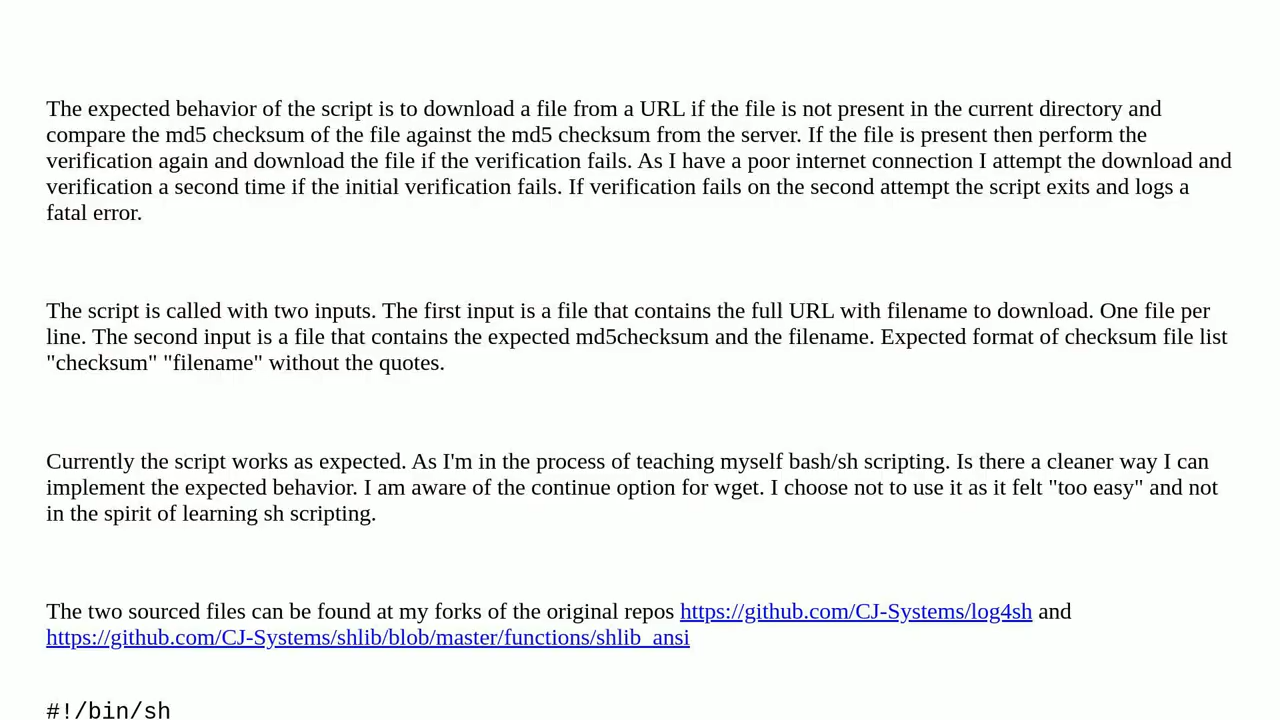 The expected behavior of the script is to download a file from a URL if the file is not present in the current directory and
compare the md5 checksum of the file against the md5 checksum from the server. If the file is present then perform the
verification again and download the file if the verification fails. As I have a poor internet connection I attempt the download and
verification a second time if the initial verification fails. If verification fails on the second attempt the script exits and logs a
fatal error.
The script is called with two inputs. The first input is a file that contains the full URL with filename to download. One file per
line. The second input is a file that contains the expected md5checksum and the filename. Expected format of checksum file list
"checksum" "filename" without the quotes.
Currently the script works as expected. As I'm in the process of teaching myself bash/sh scripting. Is there a cleaner way I can
implement the expected behavior. I am aware of the continue option for wget. I choose not to use it as it felt "too easy" and not
in the spirit of learning sh scripting.
The two sourced files can be found at my forks of the original repos https://github.com/CJ-Systems/log4sh and
https://github.com/CJ-Systems/shlib/blob/master/functions/shlib_ansi
#!/bin/sh